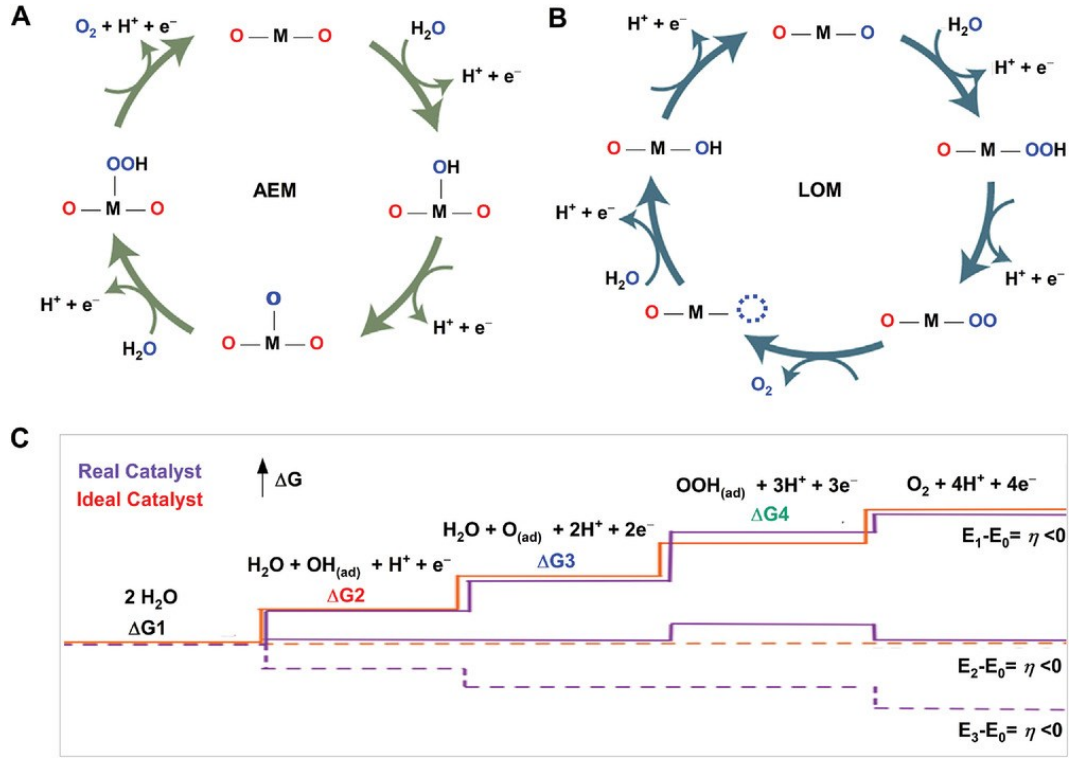 A
O₂ + H⁺ + e⁻
O — M — O
H₂O
H⁺ + e⁻
OOH
O — M — O
AEM
OH
O — M — O
H⁺ + e⁻
H₂O
O
O — M — O
H⁺ + e⁻
B
H⁺ + e⁻
O — M — O
H₂O
H⁺ + e⁻
O — M — OH
LOM
O — M — OOH
H⁺ + e⁻
H₂O
O — M —
H⁺ + e⁻
O — M — OO
O₂
C
Real Catalyst
Ideal Catalyst
ΔG
2 H₂O
ΔG1
H₂O + OH(ad) + H⁺ + e⁻
ΔG2
H₂O + O(ad) + 2H⁺ + 2e⁻
ΔG3
OOH(ad) + 3H⁺ + 3e⁻
ΔG4
O₂ + 4H⁺ + 4e⁻
E₁-E₀= η <0
E₂-E₀= η <0
E₃-E₀= η <0